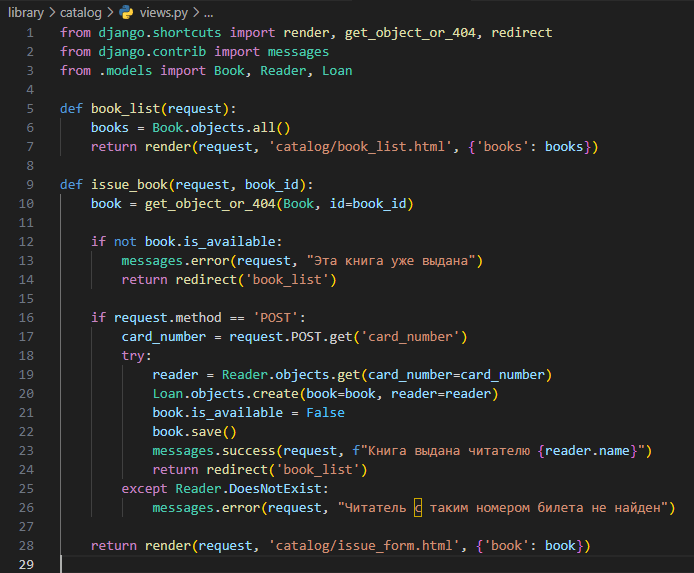 library > catalog > views.py > ...
1 from django.shortcuts import render, get_object_or_404, redirect
2 from django.contrib import messages
3 from .models import Book, Reader, Loan
4
5 def book_list(request):
6     books = Book.objects.all()
7     return render(request, 'catalog/book_list.html', {'books': books})
8
9 def issue_book(request, book_id):
10     book = get_object_or_404(Book, id=book_id)
11
12     if not book.is_available:
13         messages.error(request, "Эта книга уже выдана")
14         return redirect('book_list')
15
16     if request.method == 'POST':
17         card_number = request.POST.get('card_number')
18         try:
19             reader = Reader.objects.get(card_number=card_number)
20             Loan.objects.create(book=book, reader=reader)
21             book.is_available = False
22             book.save()
23             messages.success(request, f"Книга выдана читателю {reader.name}")
24             return redirect('book_list')
25         except Reader.DoesNotExist:
26             messages.error(request, "Читатель с таким номером билета не найден")
27
28     return render(request, 'catalog/issue_form.html', {'book': book})
29